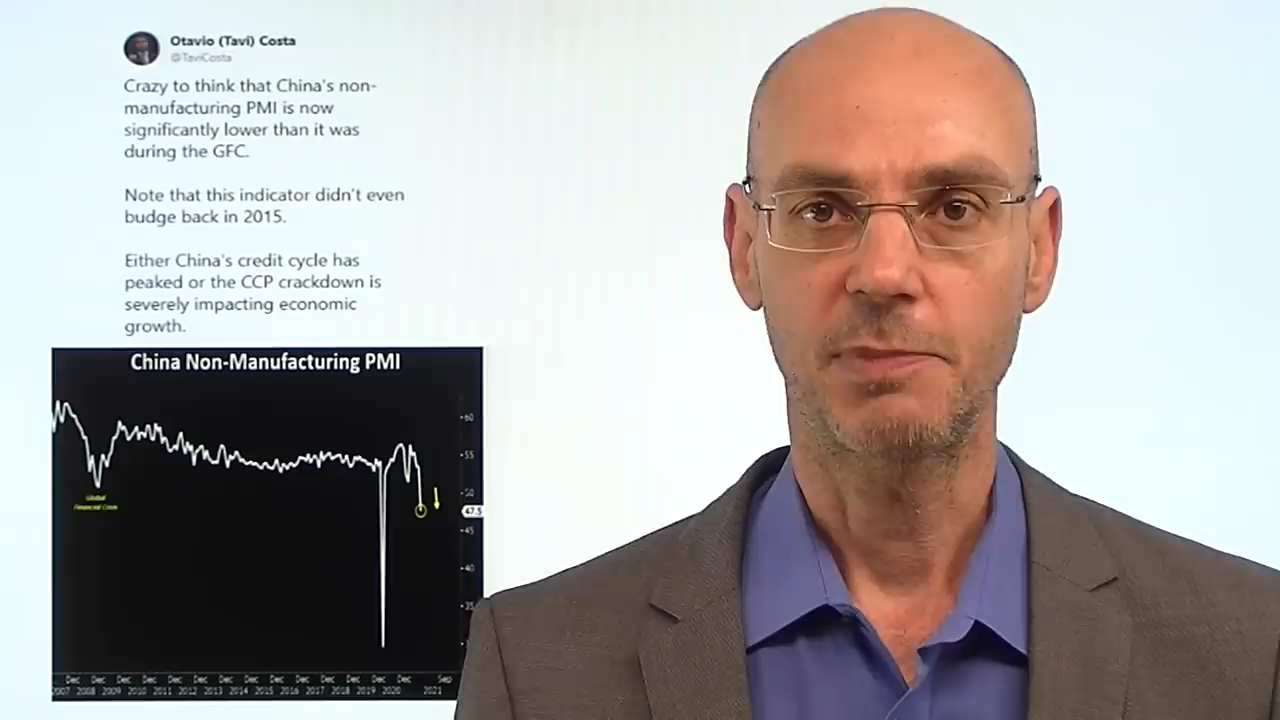 Otavio (Tavi) Costa
@TaviCosta
Crazy to think that China's non-
manufacturing PMI is now
significantly lower than it was
during the GFC.
Note that this indicator didn't even
budge back in 2015.
Either China's credit cycle has
peaked or the CCP crackdown is
severely impacting economic
growth.
China Non-Manufacturing PMI
60
55
50
Global
Financial Crisis
47.5
45
40
35
Dec Dec Dec Dec Dec Dec Dec Dec Dec Dec Dec Dec Dec Dec Sep
2007 2008 2009 2010 2011 2012 2013 2014 2015 2016 2017 2018 2019 2020 2021